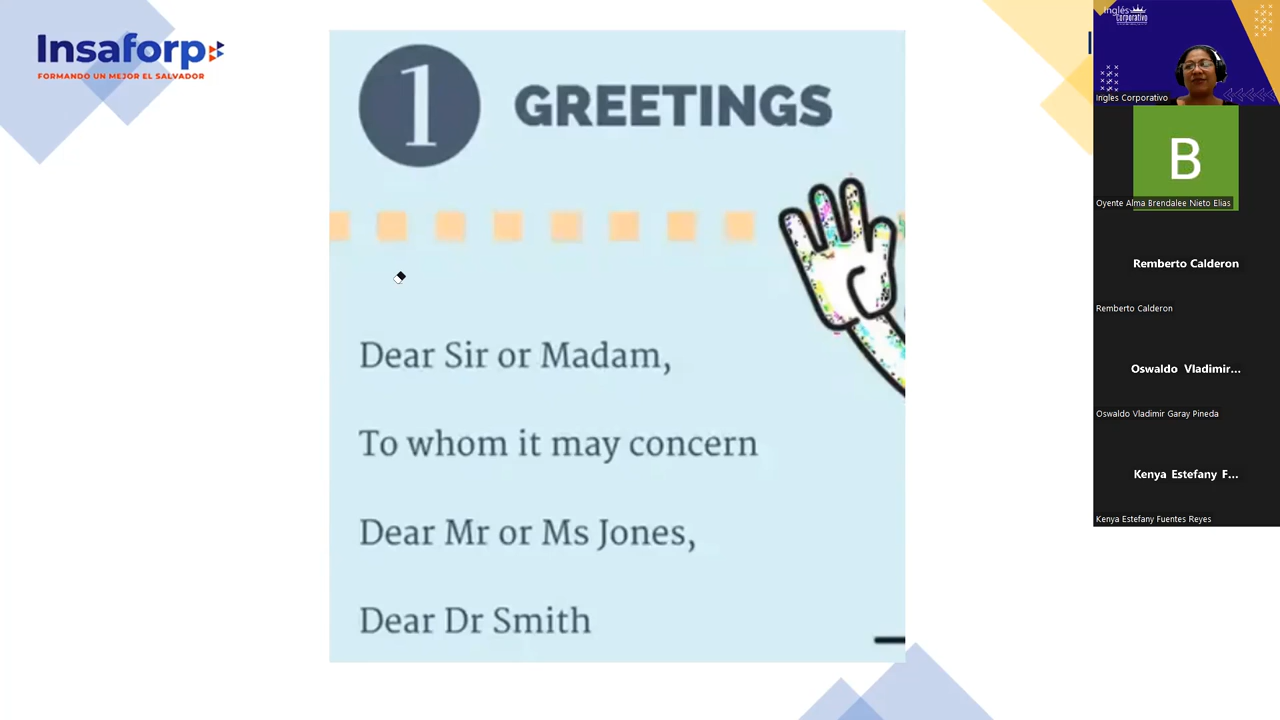 Insaforp
FORMANDO UN MEJOR EL SALVADOR
1
GREETINGS
Dear Sir or Madam,
To whom it may concern
Dear Mr or Ms Jones,
Dear Dr Smith
Inglés
Corporativo
Ingles Corporativo
B
Oyente Alma Brendalee Nieto Elias
Remberto Calderon
Remberto Calderon
Oswaldo Vladimir...
Oswaldo Vladimir Garay Pineda
Kenya Estefany F...
Kenya Estefany Fuentes Reyes